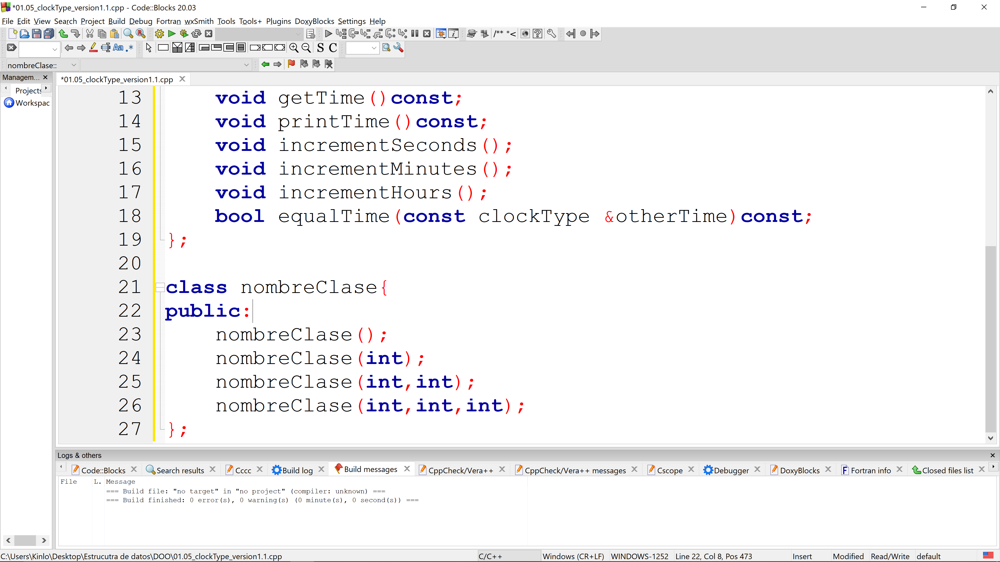 *01.05_clockType_version1.1.cpp - Code::Blocks 20.03
File Edit View Search Project Build Debug Fortran wxSmith Tools Tools+ Plugins DoxyBlocks Settings Help
/** *<
Aa .* S C
nombreClase::
Managem...
*01.05_clockType_version1.1.cpp
Projects
Workspac
13 void getTime()const;
14 void printTime()const;
15 void incrementSeconds();
16 void incrementMinutes();
17 void incrementHours();
18 bool equalTime(const clockType &otherTime)const;
19 };
20
21 class nombreClase{
22 public:
23 nombreClase();
24 nombreClase(int);
25 nombreClase(int,int);
26 nombreClase(int,int,int);
27 };
Logs & others
Code::Blocks Search results Cccc Build log Build messages CppCheck/Vera++ CppCheck/Vera++ messages Cscope Debugger DoxyBlocks Fortran info Closed files list
File L. Message
=== Build file: "no target" in "no project" (compiler: unknown) ===
=== Build finished: 0 error(s), 0 warning(s) (0 minute(s), 0 second(s)) ===
C:\Users\Kinlo\Desktop\Estrucutra de datos\DOO\01.05_clockType_version1.1.cpp C/C++ Windows (CR+LF) WINDOWS-1252 Line 22, Col 8, Pos 473 Insert Modified Read/Write default